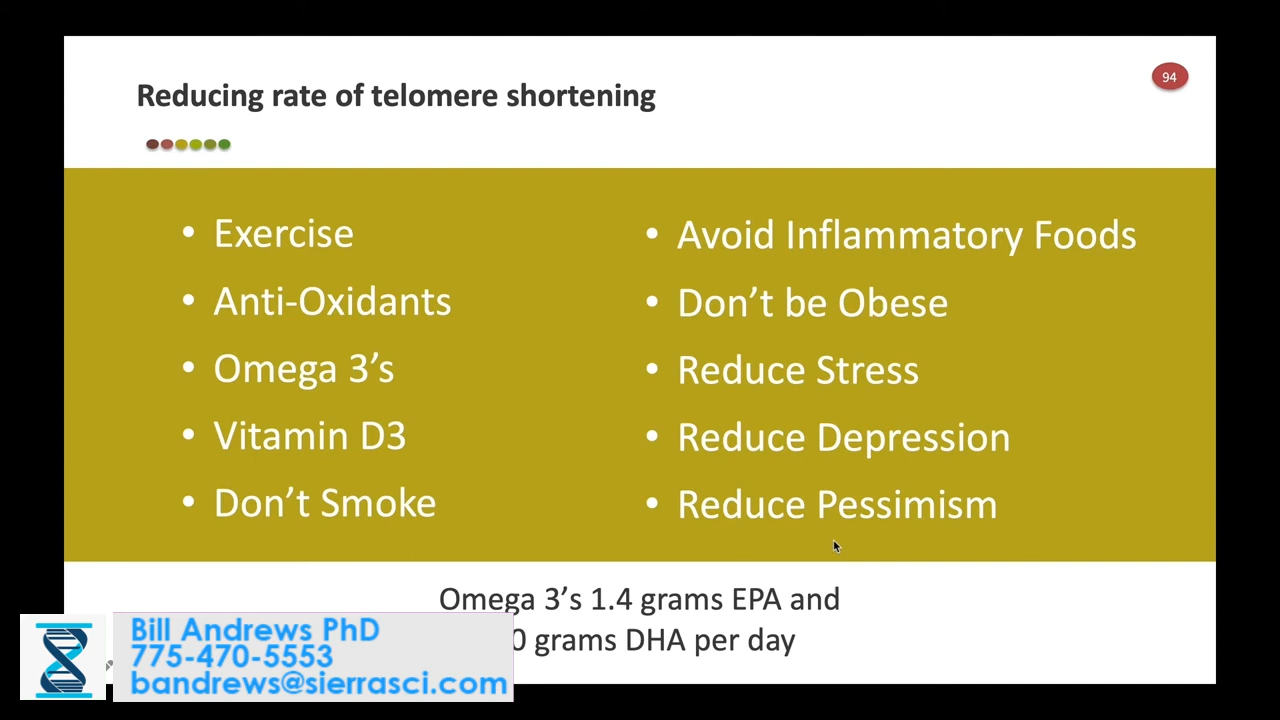 Reducing rate of telomere shortening
94
• Exercise
• Anti-Oxidants
• Omega 3's
• Vitamin D3
• Don't Smoke
• Avoid Inflammatory Foods
• Don't be Obese
• Reduce Stress
• Reduce Depression
• Reduce Pessimism
Omega 3's 1.4 grams EPA and
grams DHA per day
Bill Andrews PhD
775-470-5553
bandrews@sierrasci.com